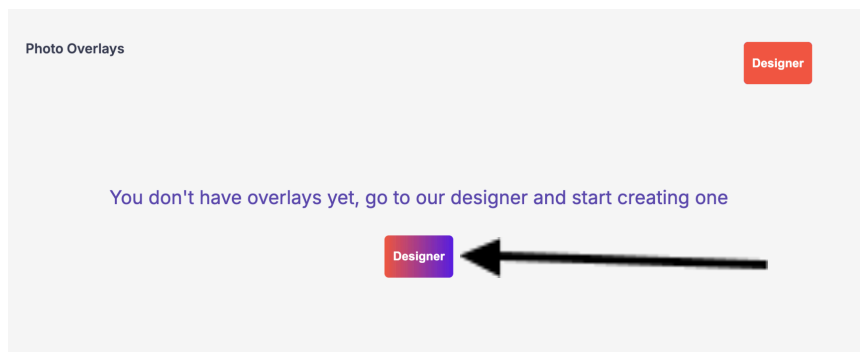 Photo Overlays
Designer
You don't have overlays yet, go to our designer and start creating one
Designer